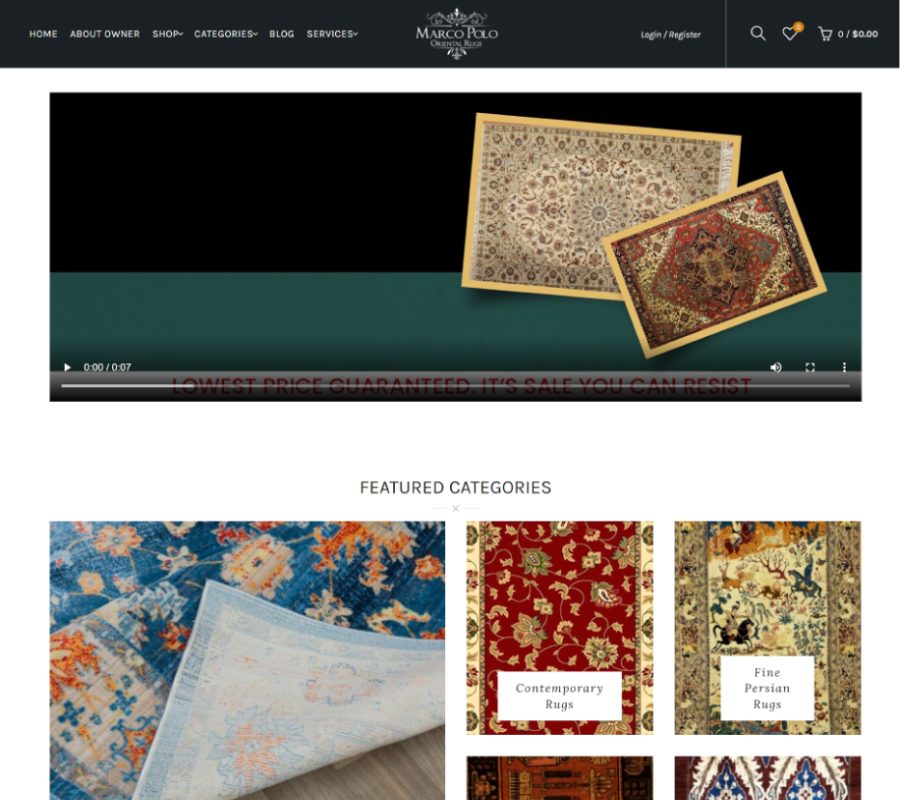 HOME ABOUT OWNER SHOP CATEGORIES BLOG SERVICES
MARCO POLO
ORIENTAL RUGS
Login / Register
0
0 / $0.00
0:00 / 0:07
LOWEST PRICE GUARANTEED. IT'S SALE YOU CAN RESIST
FEATURED CATEGORIES
Contemporary
Rugs
Fine
Persian
Rugs